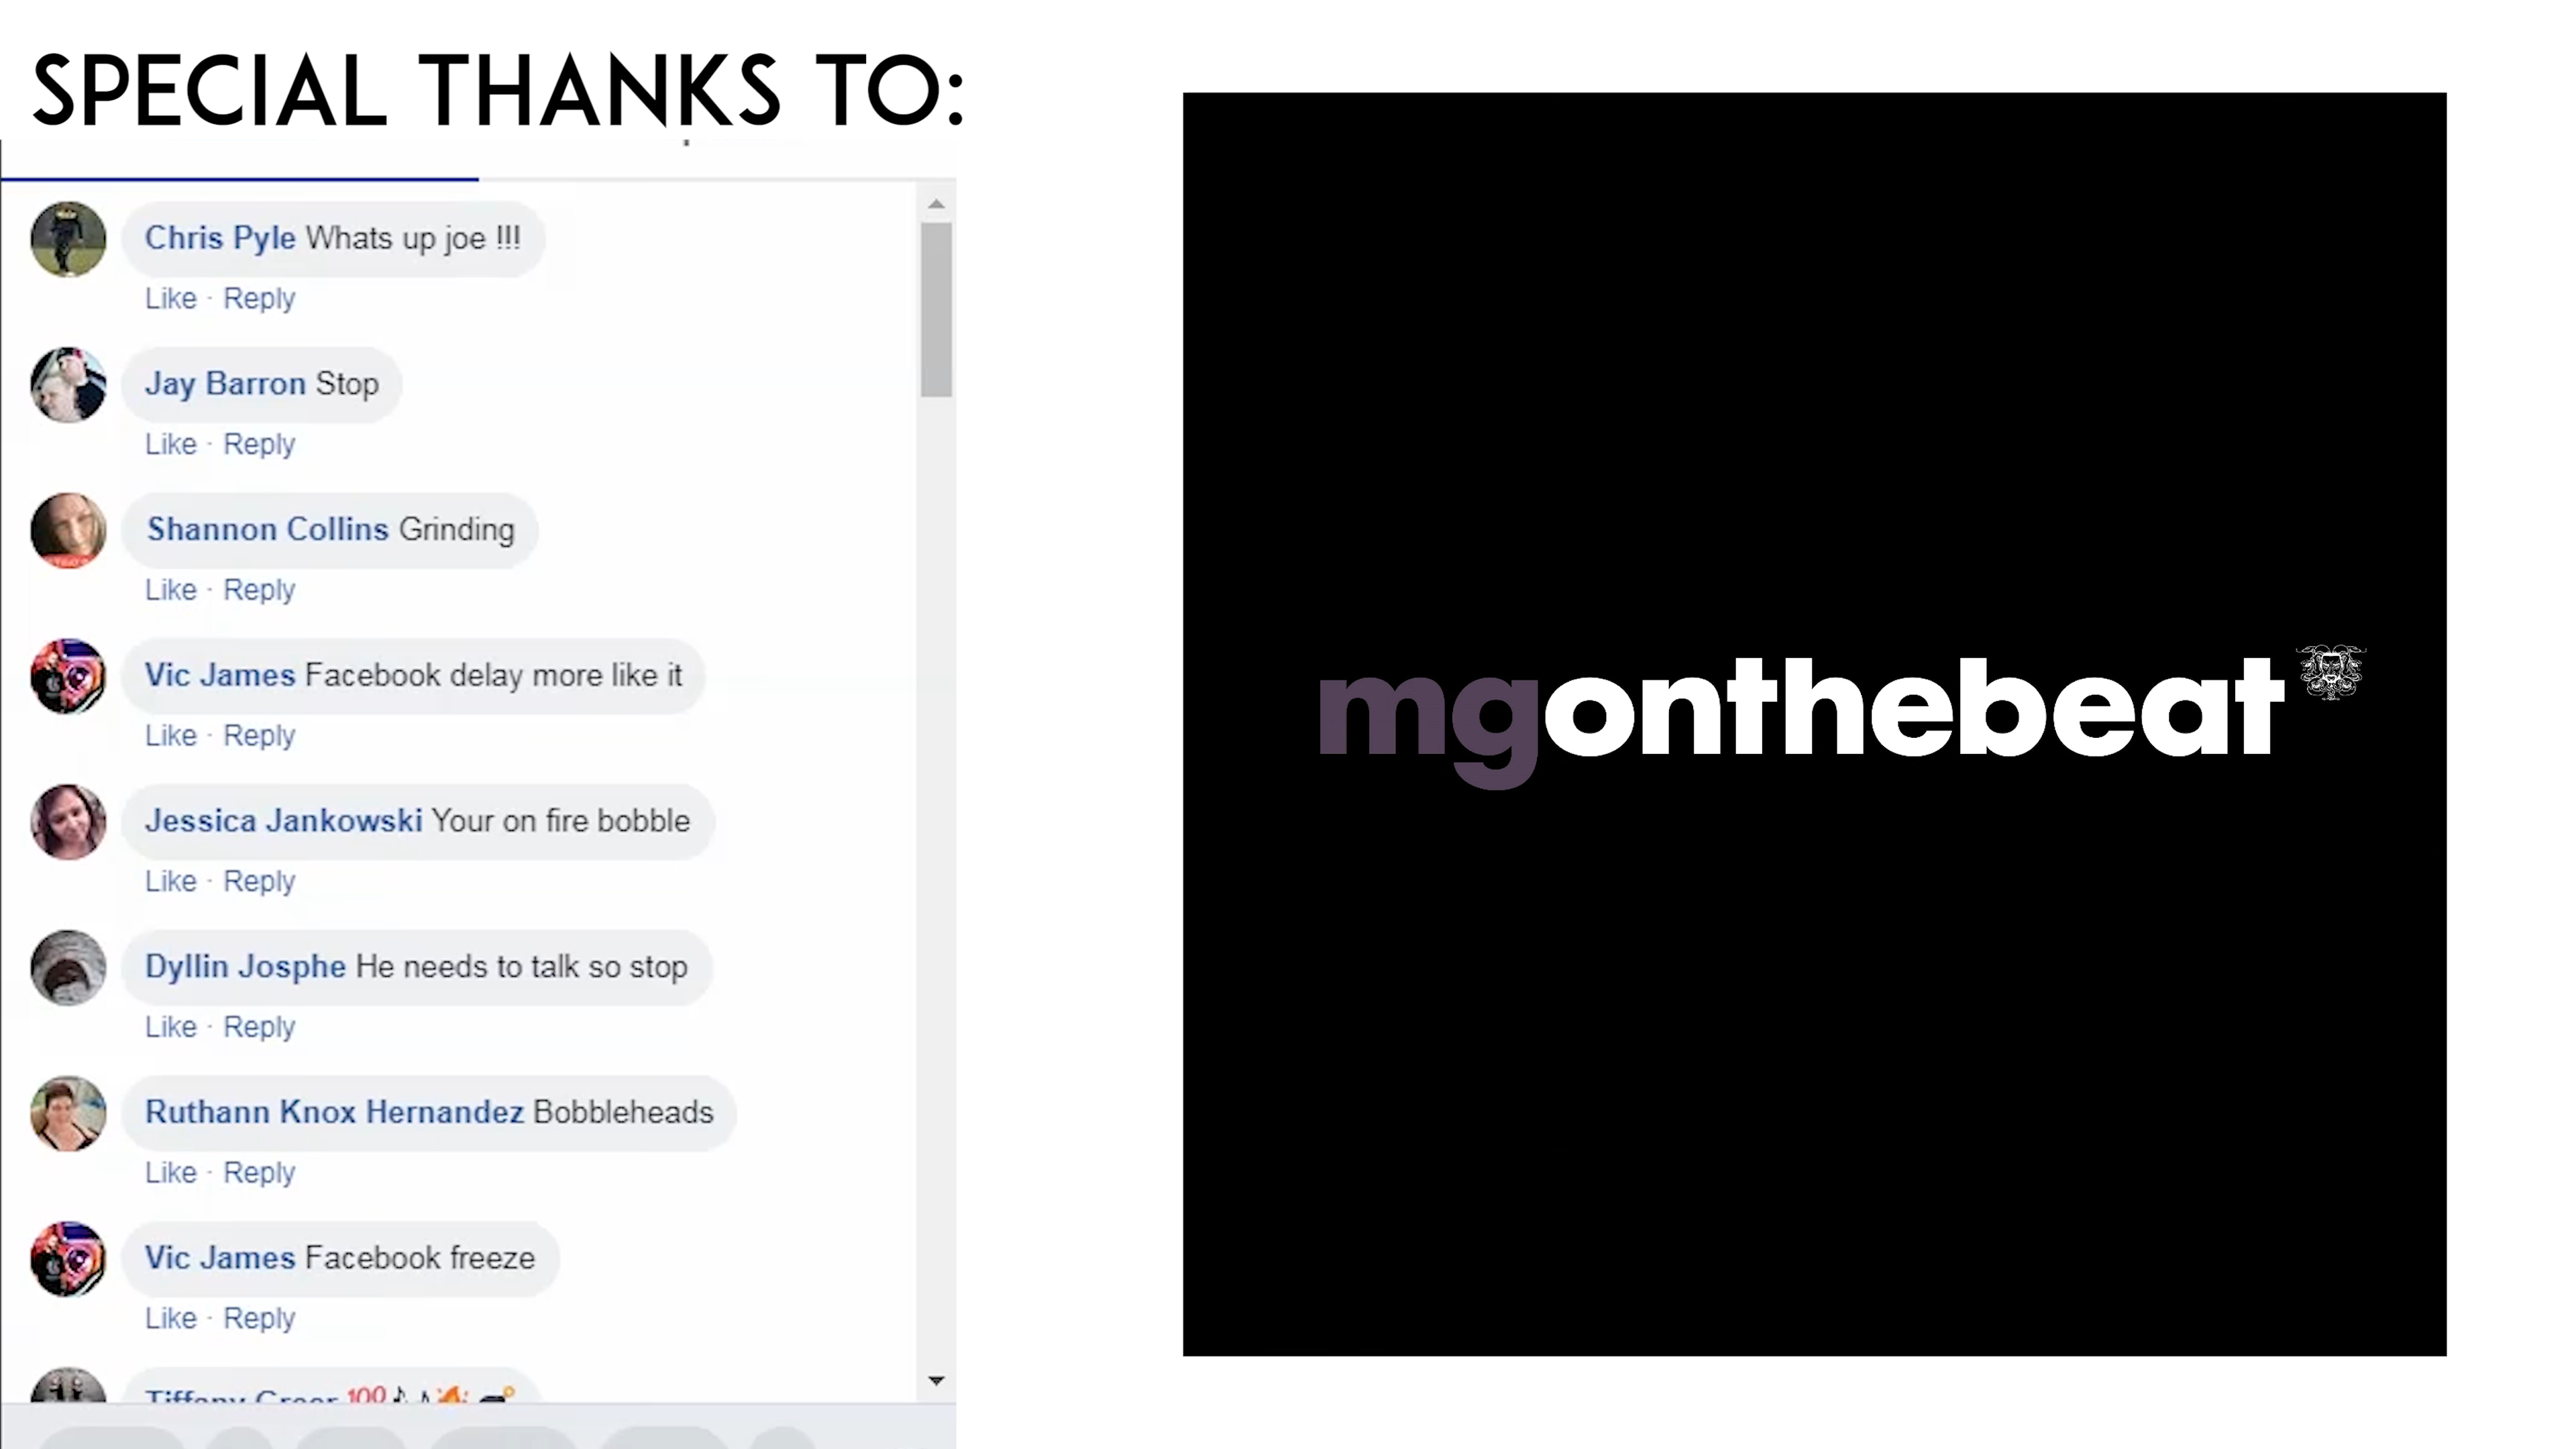 SPECIAL THANKS TO:
Chris Pyle Whats up joe !!!
Like · Reply
Jay Barron Stop
Like · Reply
Shannon Collins Grinding
Like · Reply
Vic James Facebook delay more like it
Like · Reply
Jessica Jankowski Your on fire bobble
Like · Reply
Dyllin Josphe He needs to talk so stop
Like · Reply
Ruthann Knox Hernandez Bobbleheads
Like · Reply
Vic James Facebook freeze
Like · Reply
Tiffany Greer 💯🎵🎵🔥💣
mgonthebeat